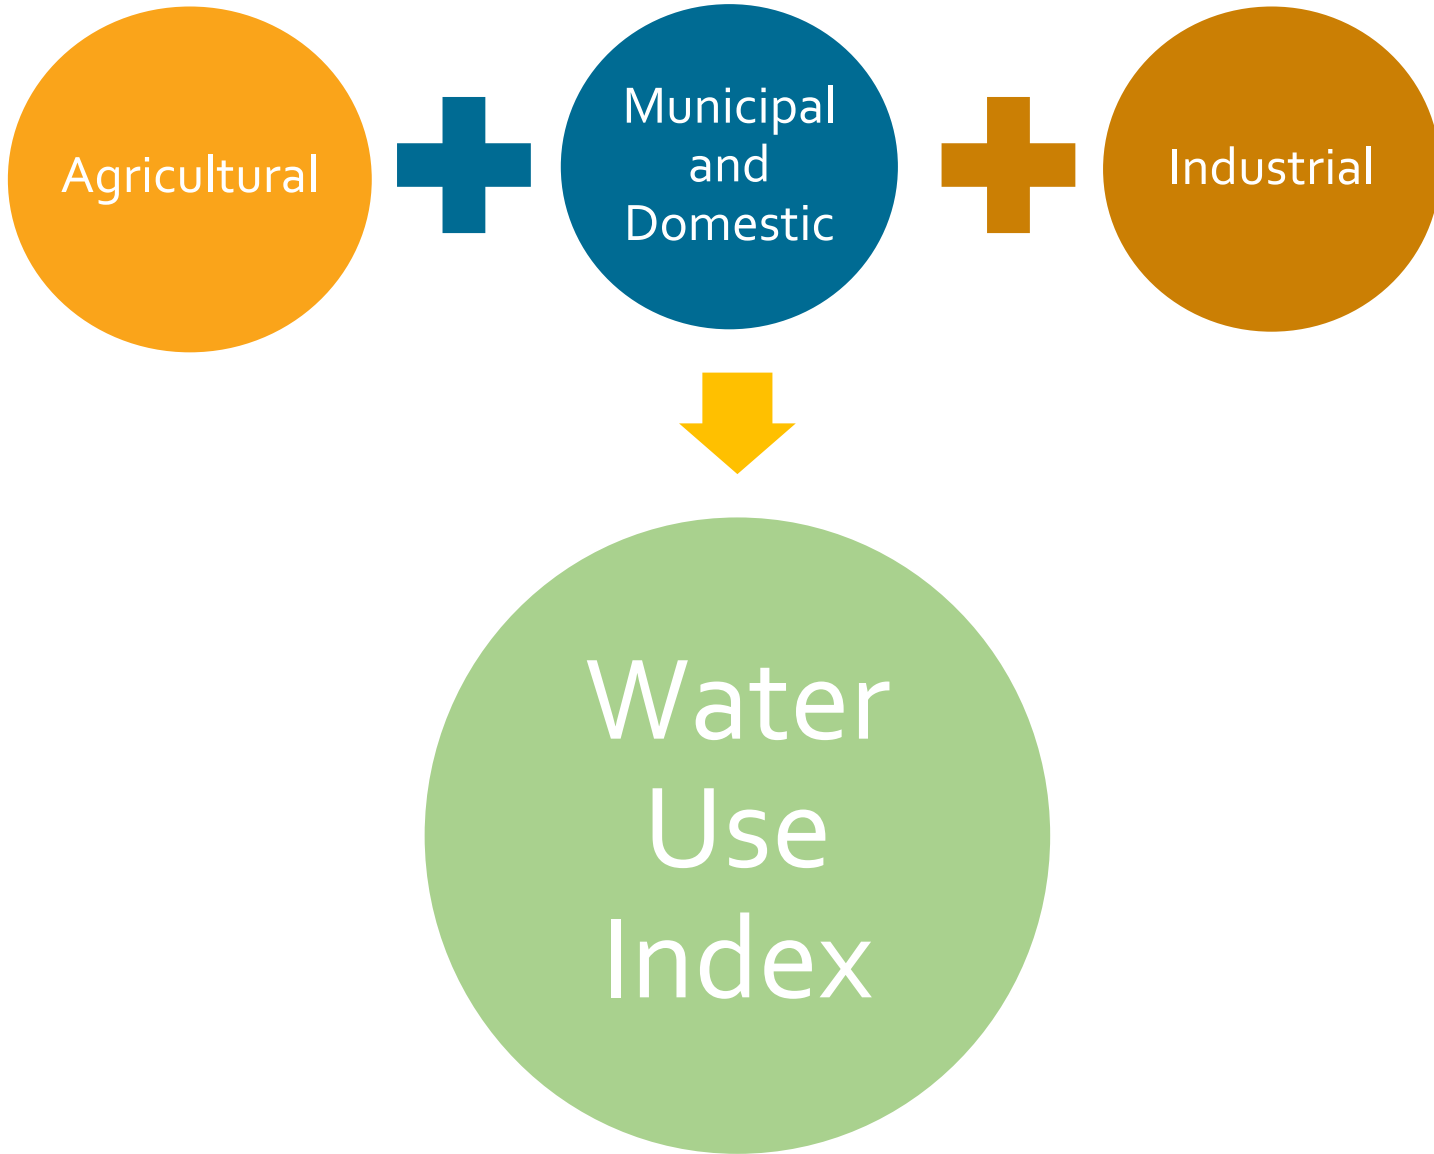 Agricultural
Municipal
and
Domestic
Industrial
Water
Use
Index